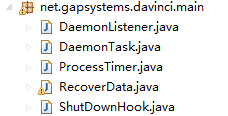 net.gapsystems.davinci.main
DaemonListener.java
DaemonTask.java
ProcessTimer.java
RecoverData.java
ShutDownHook.java